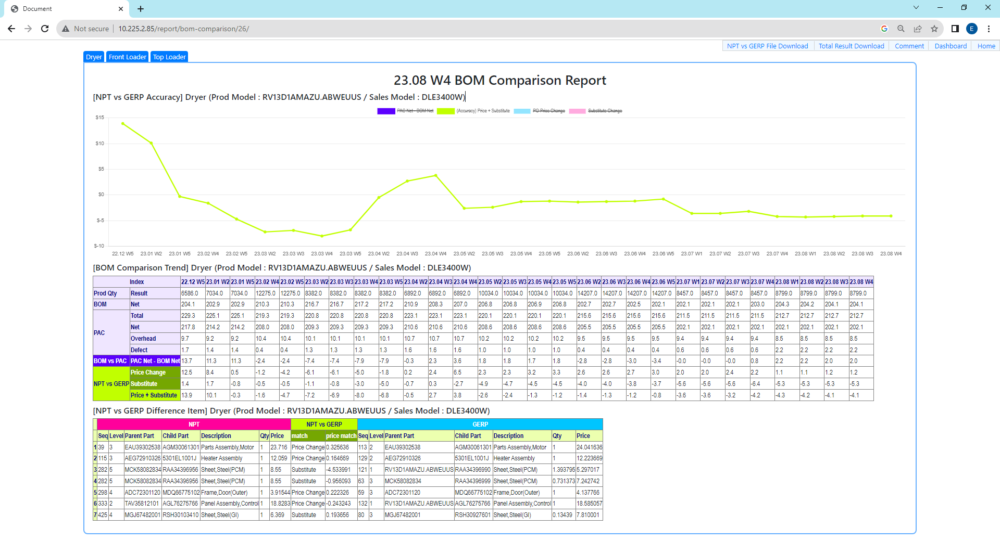 Document
Not secure 10.225.2.85/report/bom-comparison/26/ E
NPT vs GERP File Download Total Result Download Comment Dashboard Home
Dryer Front Loader Top Loader
23.08 W4 BOM Comparison Report
[NPT vs GERP Accuracy] Dryer (Prod Model : RV13D1AMAZU.ABWEUUS / Sales Model : DLE3400W)
PAC Net - BOM Net (Accuracy) Price + Substitute PO Price Change Substitute Change
$15
$10
$5
$0
$-5
$-10
22.12 W5 23.01 W2 23.01 W5 23.02 W4 23.02 W5 23.03 W2 23.03 W3 23.03 W4 23.03 W5 23.04 W2 23.04 W3 23.04 W4 23.05 W2 23.05 W3 23.05 W4 23.05 W5 23.06 W2 23.06 W3 23.06 W4 23.06 W5 23.07 W1 23.07 W2 23.07 W3 23.07 W4 23.08 W1 23.08 W2 23.08 W3 23.08 W4
[BOM Comparison Trend] Dryer (Prod Model : RV13D1AMAZU.ABWEUUS / Sales Model : DLE3400W)
Index 22.12 W5 23.01 W2 23.01 W5 23.02 W4 23.02 W5 23.03 W2 23.03 W3 23.03 W4 23.03 W5 23.04 W2 23.04 W3 23.04 W4 23.05 W2 23.05 W3 23.05 W4 23.05 W5 23.06 W2 23.06 W3 23.06 W4 23.06 W5 23.07 W1 23.07 W2 23.07 W3 23.07 W4 23.08 W1 23.08 W2 23.08 W3 23.08 W4
Prod Qty Result 6586.0 7034.0 7034.0 12275.0 12275.0 8382.0 8382.0 8382.0 8382.0 6892.0 6892.0 6892.0 10034.0 10034.0 10034.0 10034.0 14207.0 14207.0 14207.0 14207.0 8457.0 8457.0 8457.0 8457.0 8799.0 8799.0 8799.0 8799.0
BOM Net 204.1 202.9 202.9 210.3 210.3 216.7 216.7 217.2 217.2 210.9 208.3 207.0 206.8 206.8 206.9 206.8 202.7 202.7 202.5 202.1 202.1 202.1 202.1 203.0 204.3 204.2 204.1 204.1
PAC Total 229.3 225.1 225.1 219.3 219.3 220.8 220.8 220.8 220.8 223.1 223.1 223.1 220.1 220.1 220.1 220.1 215.6 215.6 215.6 215.6 211.5 211.5 211.5 211.5 212.7 212.7 212.7 212.7
Net 217.8 214.2 214.2 208.0 208.0 209.3 209.3 209.3 209.3 210.6 210.6 210.6 208.6 208.6 208.6 208.6 205.5 205.5 205.5 205.5 202.1 202.1 202.1 202.1 202.1 202.1 202.1 202.1
Overhead 9.7 9.2 9.2 10.4 10.4 10.1 10.1 10.1 10.1 10.7 10.7 10.7 10.2 10.2 10.2 10.2 9.5 9.5 9.5 9.5 9.4 9.4 9.4 9.4 8.5 8.5 8.5 8.5
Defect 1.7 1.4 1.4 0.4 0.4 1.3 1.3 1.3 1.3 1.6 1.6 1.6 1.0 1.0 1.0 1.0 0.4 0.4 0.4 0.4 0.6 0.6 0.6 0.6 2.2 2.2 2.2 2.2
BOM vs PAC PAC Net - BOM Net 13.7 11.3 11.3 -2.4 -2.4 -7.4 -7.4 -7.9 -7.9 -0.3 2.3 3.6 1.8 1.8 1.7 1.8 -2.8 -2.8 -3.0 -3.4 -0.0 -0.0 -0.0 0.8 2.2 2.2 2.0 2.0
NPT vs GERP Price Change 12.5 8.4 0.5 -1.2 -4.2 -6.1 -6.1 -5.0 -1.8 0.2 2.4 6.5 2.3 2.3 3.2 3.3 2.6 2.6 2.7 3.0 2.0 2.0 2.4 2.2 1.1 1.1 1.2 1.2
Substitute 1.4 1.7 -0.8 -0.5 -0.5 -1.1 -0.8 -3.0 -5.0 -0.7 0.3 -2.7 -4.9 -4.7 -4.5 -4.5 -4.0 -4.0 -3.8 -3.7 -5.6 -5.6 -5.6 -6.4 -5.3 -5.3 -5.3 -5.3
Price + Substitute 13.9 10.1 -0.3 -1.6 -4.7 -7.2 -6.9 -8.0 -6.8 -0.5 2.7 3.8 -2.6 -2.4 -1.3 -1.2 -1.4 -1.3 -1.2 -0.8 -3.6 -3.6 -3.2 -4.2 -4.3 -4.2 -4.1 -4.1
[NPT vs GERP Difference Item] Dryer (Prod Model : RV13D1AMAZU.ABWEUUS / Sales Model : DLE3400W)
NPT NPT vs GERP GERP
Seq Level Parent Part Child Part Description Qty Price match price match Seq Level Parent Part Child Part Description Qty Price
1 39 3 EAU39302538 AGM30061301 Parts Assembly,Motor 1 23.716 Price Change 0.325636 113 2 EAU39302538 AGM30061301 Parts Assembly,Motor 1 24.041636
2 115 3 AEG72910326 5301EL1001J Heater Assembly 1 12.059 Price Change 0.164669 129 2 AEG72910326 5301EL1001J Heater Assembly 1 12.223669
3 282 5 MCK58082834 RAA34396956 Sheet,Steel(PCM) 1 8.55 Substitute -4.533991 121 1 RV13D1AMAZU.ABWEUUS RAA34396990 Sheet,Steel(PCM) 1.393795 5.297017
4 282 5 MCK58082834 RAA34396956 Sheet,Steel(PCM) 1 8.55 Substitute -0.956093 63 3 MCK58082834 RAA34396999 Sheet,Steel(PCM) 0.731373 7.242742
5 298 4 ADC72301120 MDQ66775102 Frame,Door(Outer) 1 3.91544 Price Change 0.222326 59 3 ADC72301120 MDQ66775102 Frame,Door(Outer) 1 4.137766
6 333 2 TAV35812101 AGL76275766 Panel Assembly,Control 1 18.8283 Price Change -0.243243 132 1 RV13D1AMAZU.ABWEUUS AGL76275766 Panel Assembly,Control 1 18.585057
7 425 4 MGJ67482001 RSH30103410 Sheet,Steel(GI) 1 6.369 Substitute 0.193656 80 3 MGJ67482001 RSH30927601 Sheet,Steel(GI) 0.13439 7.810001